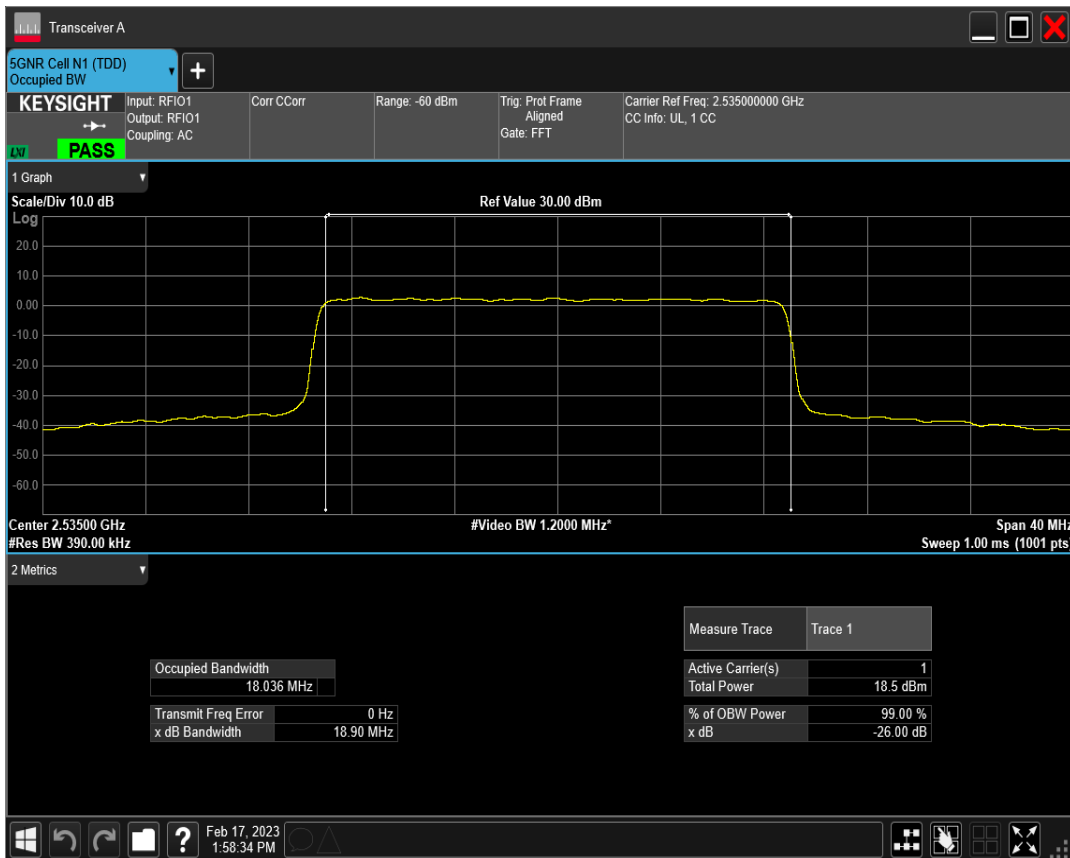 Transceiver A
5GNR Cell N1 (TDD)
Occupied BW
+
KEYSIGHT
LXI
PASS
Input: RFIO1
Output: RFIO1
Coupling: AC
Corr CCorr
Range: -60 dBm
Trig: Prot Frame
Aligned
Gate: FFT
Carrier Ref Freq: 2.535000000 GHz
CC Info: UL, 1 CC
1 Graph
Scale/Div 10.0 dB
Ref Value 30.00 dBm
Log
20.0
10.0
0.00
-10.0
-20.0
-30.0
-40.0
-50.0
-60.0
Center 2.53500 GHz
#Video BW 1.2000 MHz*
Span 40 MHz
#Res BW 390.00 kHz
Sweep 1.00 ms (1001 pts)
2 Metrics
Measure Trace Trace 1
Occupied Bandwidth
18.036 MHz
Active Carrier(s) 1
Total Power 18.5 dBm
Transmit Freq Error 0 Hz
x dB Bandwidth 18.90 MHz
% of OBW Power 99.00 %
x dB -26.00 dB
?
Feb 17, 2023
1:58:34 PM